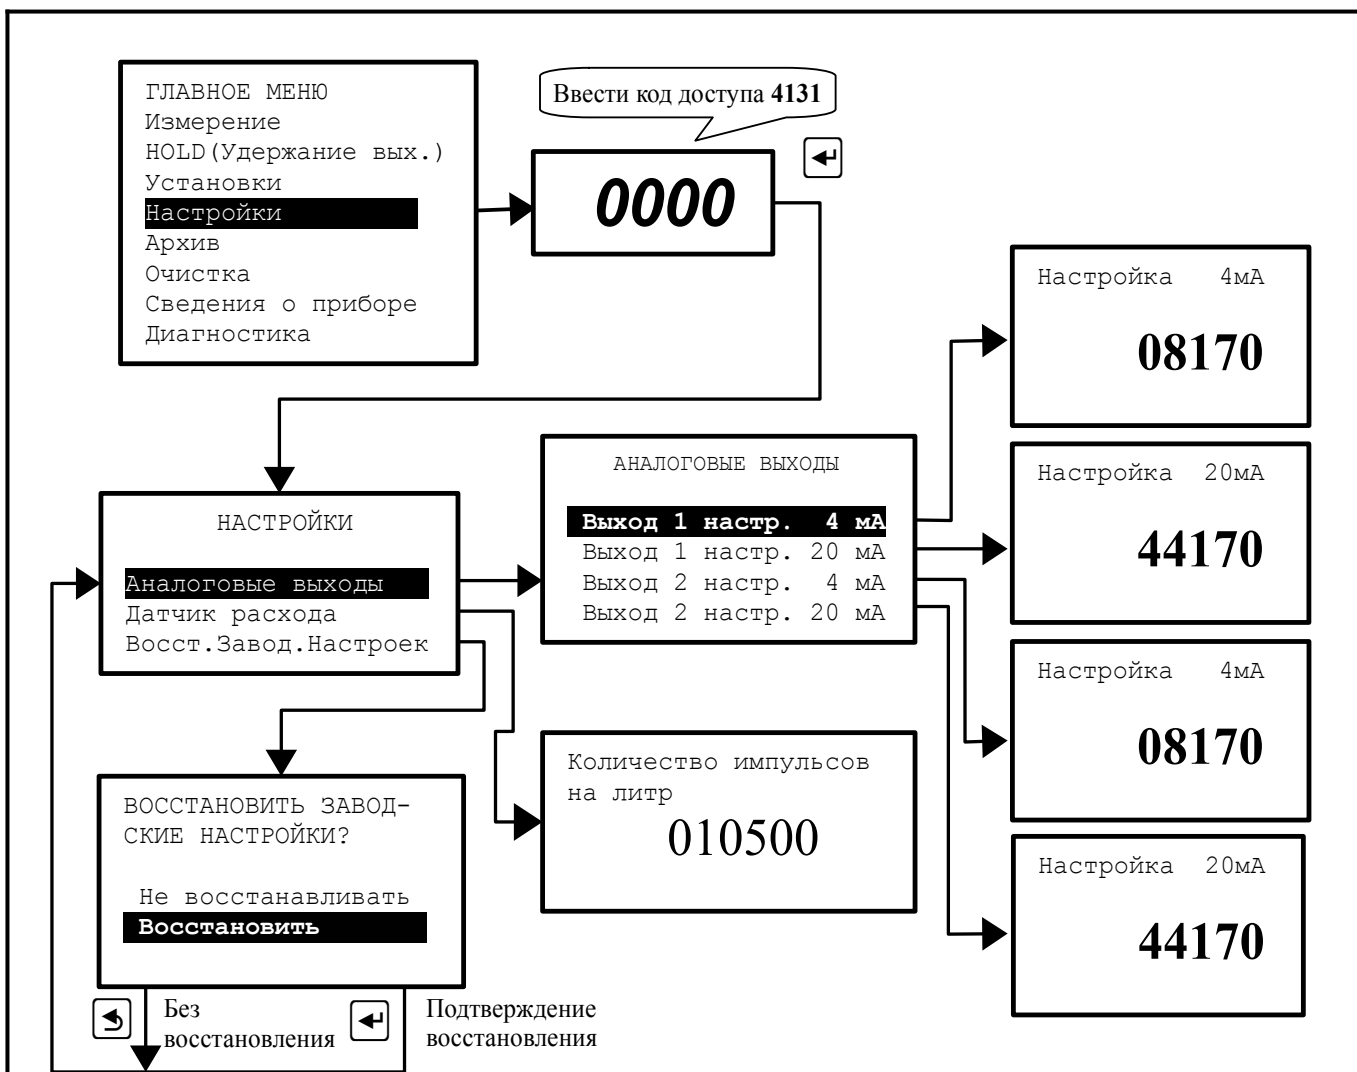 ГЛАВНОЕ МЕНЮ
Измерение
HOLD(Удержание вых.)
Установки
Настройки
Архив
Очистка
Сведения о приборе
Диагностика
Ввести код доступа 4131
0000
НАСТРОЙКИ
Аналоговые выходы
Датчик расхода
Восст.Завод.Настроек
АНАЛОГОВЫЕ ВЫХОДЫ
Выход 1 настр. 4 мА
Выход 1 настр. 20 мА
Выход 2 настр. 4 мА
Выход 2 настр. 20 мА
Настройка 4мА
08170
Настройка 20мА
44170
Настройка 4мА
08170
Настройка 20мА
44170
Количество импульсов
на литр
010500
ВОССТАНОВИТЬ ЗАВОД-
СКИЕ НАСТРОЙКИ?
Не восстанавливать
Восстановить
Без
восстановления
Подтверждение
восстановления